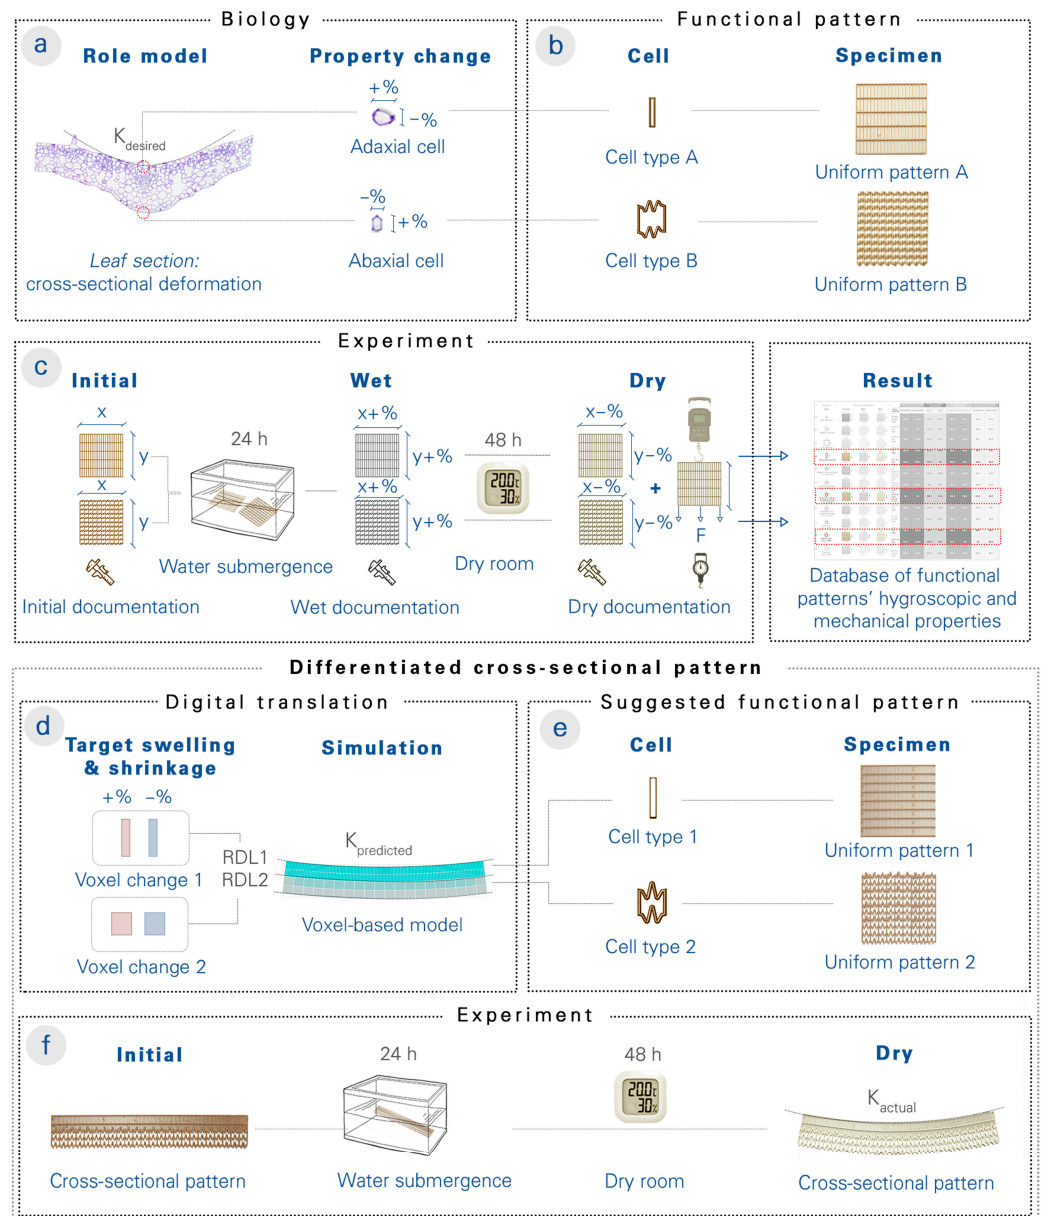 Biology
a
Role model
Property change
K desired
+%
−%
Adaxial cell
−%
+%
Abaxial cell
Leaf section:
cross-sectional deformation
Functional pattern
b
Cell
Specimen
Cell type A
Uniform pattern A
Cell type B
Uniform pattern B
Experiment
c
Initial
Wet
Dry
x
y
x
y
Initial documentation
24 h
Water submergence
x+%
y+%
x+%
y+%
Wet documentation
48 h
20.0°C
30%
Dry room
x−%
y−%
x−%
y−%
+
F
Dry documentation
Result
Database of functional
patterns’ hygroscopic and
mechanical properties
Differentiated cross-sectional pattern
Digital translation
d
Target swelling
& shrinkage
Simulation
+% −%
Voxel change 1
Voxel change 2
RDL1
RDL2
K predicted
Voxel-based model
Suggested functional pattern
e
Cell
Specimen
Cell type 1
Uniform pattern 1
Cell type 2
Uniform pattern 2
Experiment
f
Initial
24 h
48 h
Dry
20.0°C
30%
K actual
Cross-sectional pattern
Water submergence
Dry room
Cross-sectional pattern